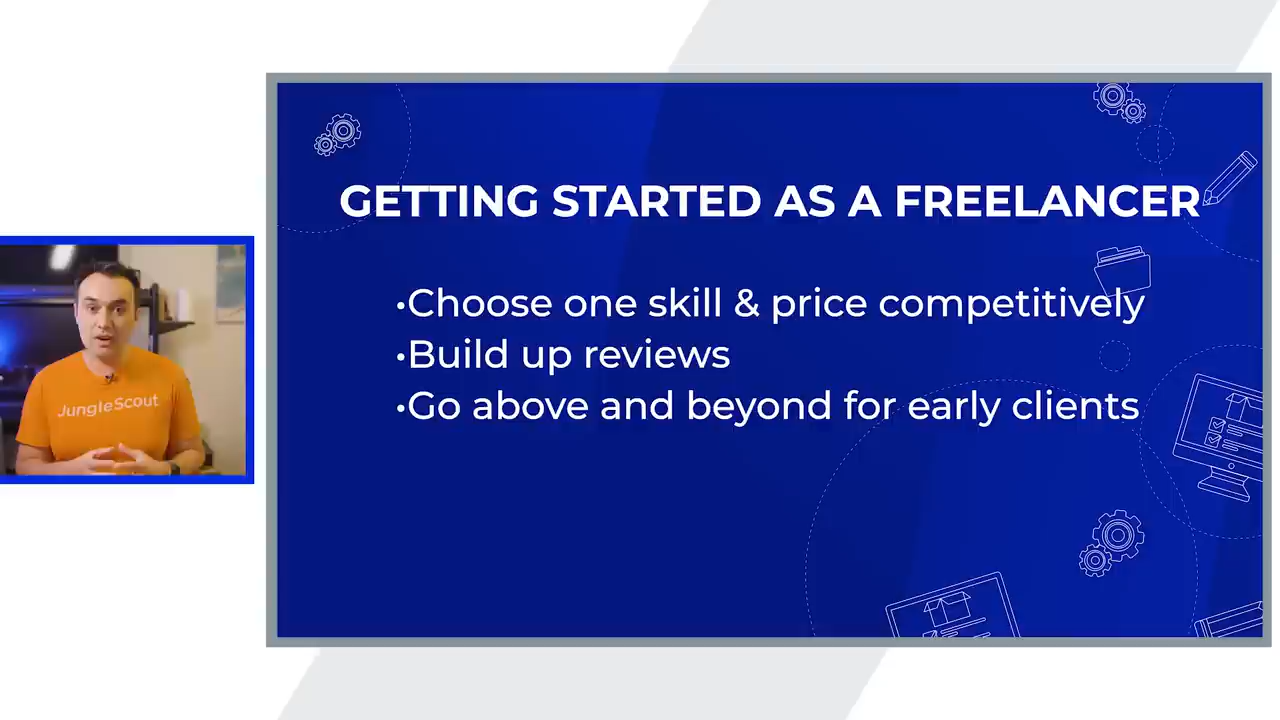 GETTING STARTED AS A FREELANCER
•Choose one skill & price competitively
•Build up reviews
•Go above and beyond for early clients
JungleScout